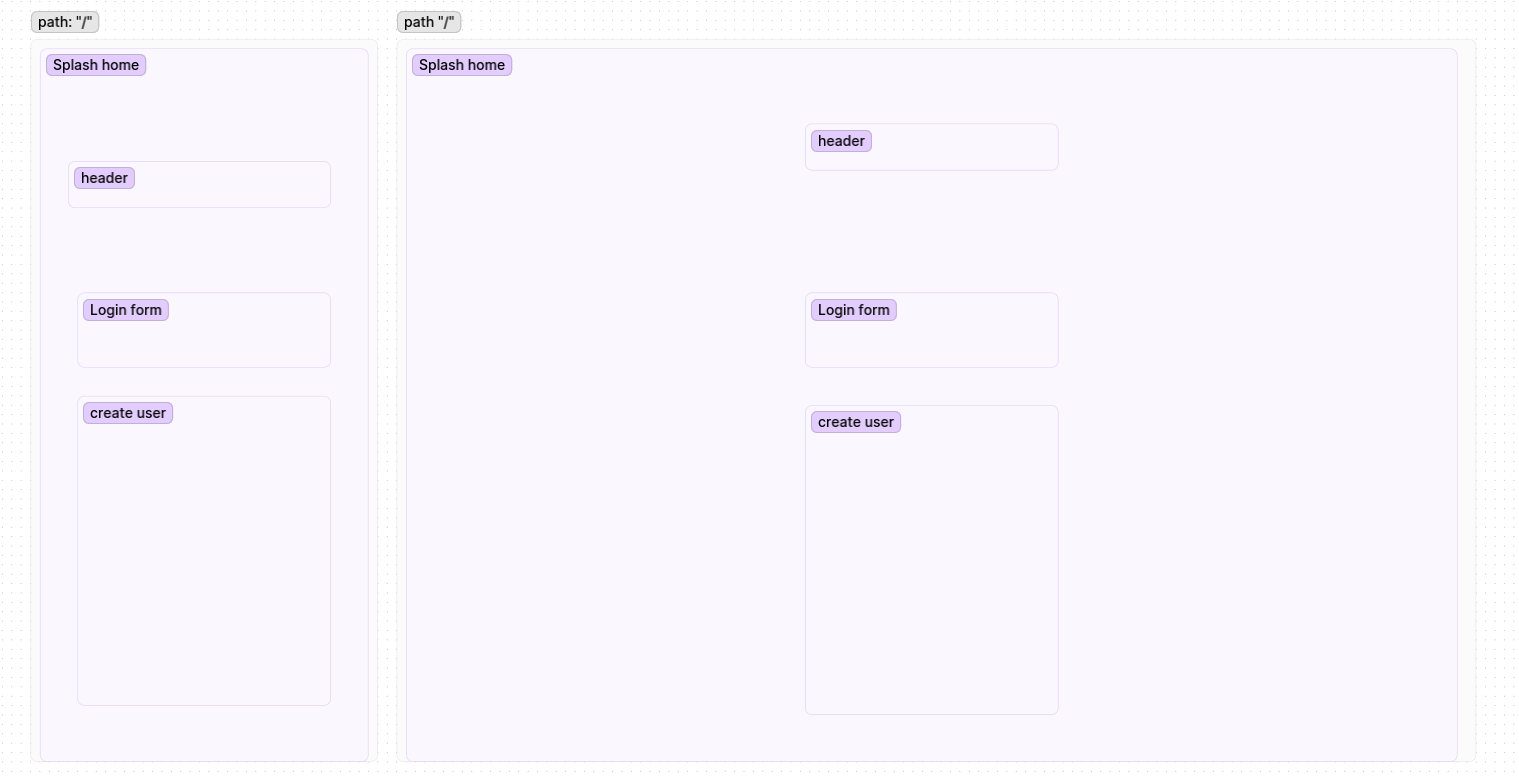 path: "/"
Splash home
header
Login form
create user
path "/"
Splash home
header
Login form
create user